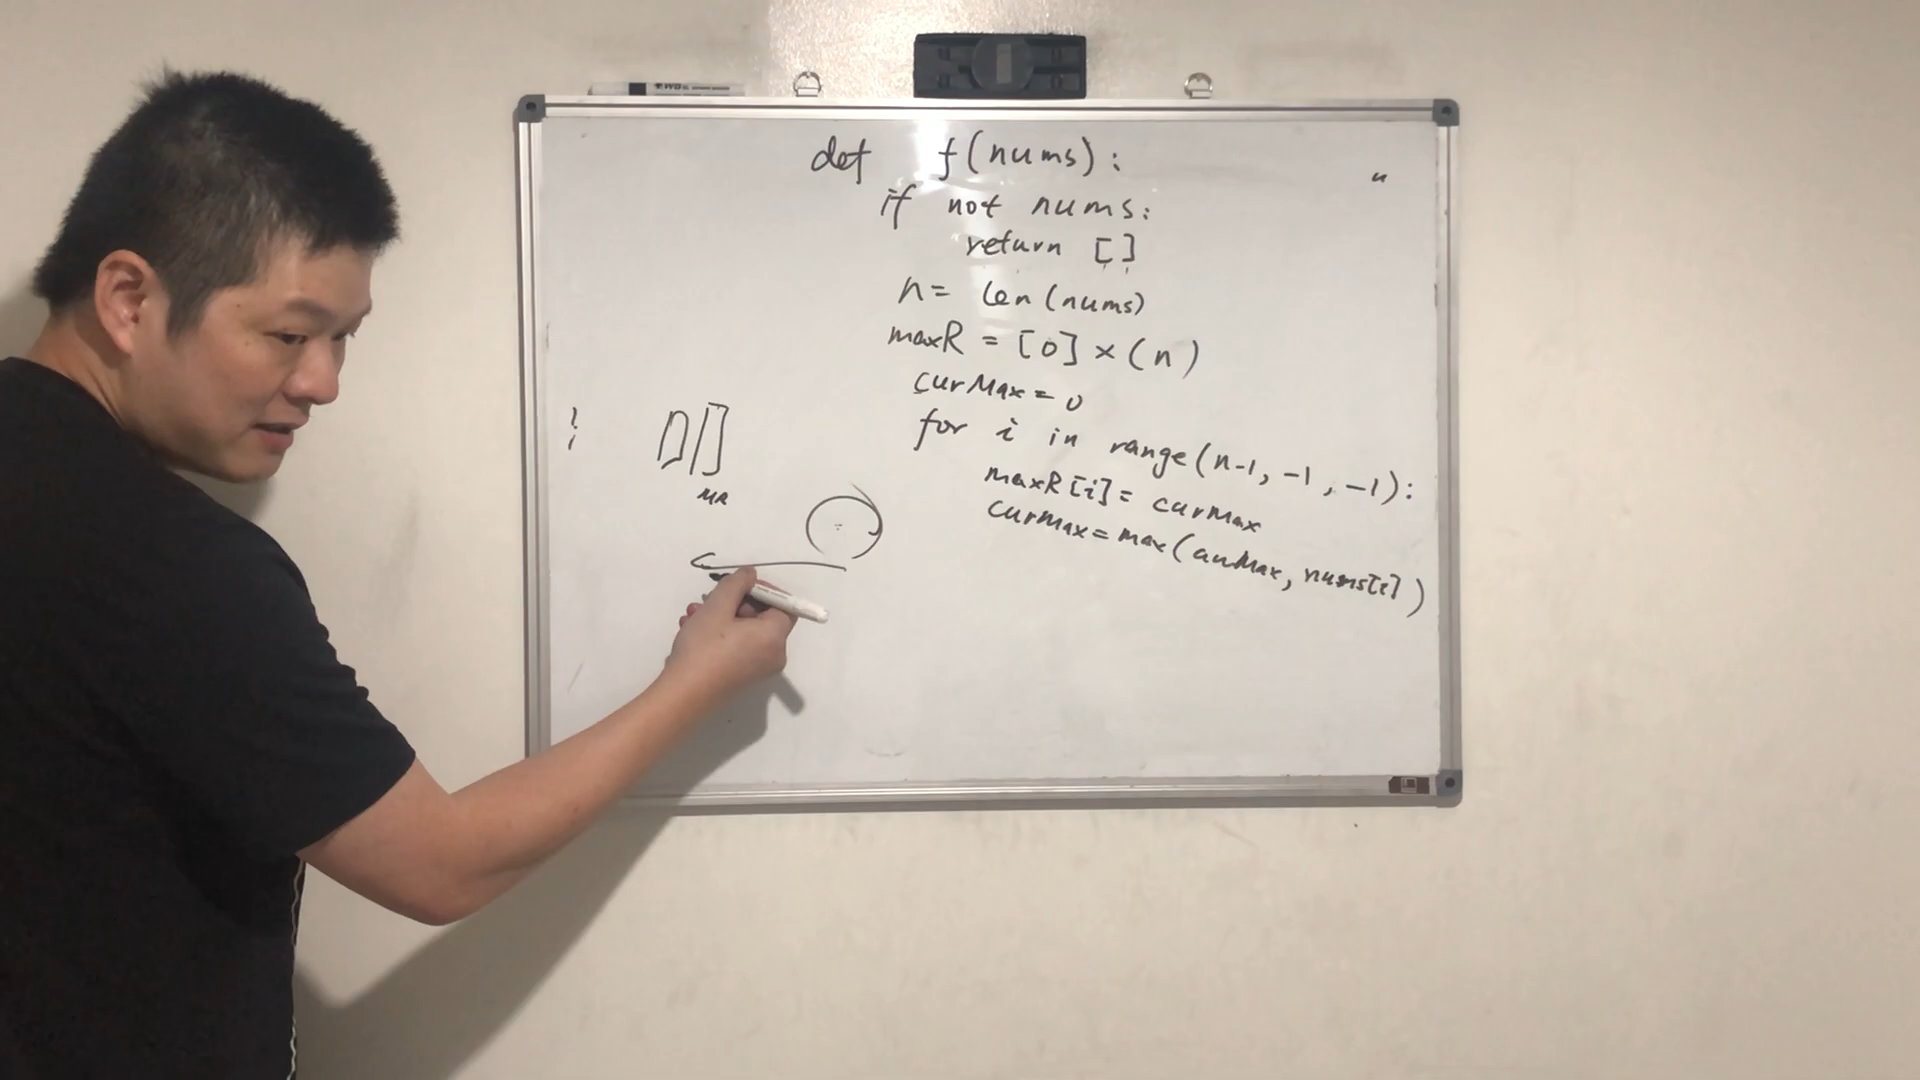 def f(nums):
if not nums:
return []
n = len(nums)
maxR = [0] × (n)
curMax = 0
for i in range(n-1, -1, -1):
maxR[i] = curMax
curMax = max(curMax, nums[i])
MR